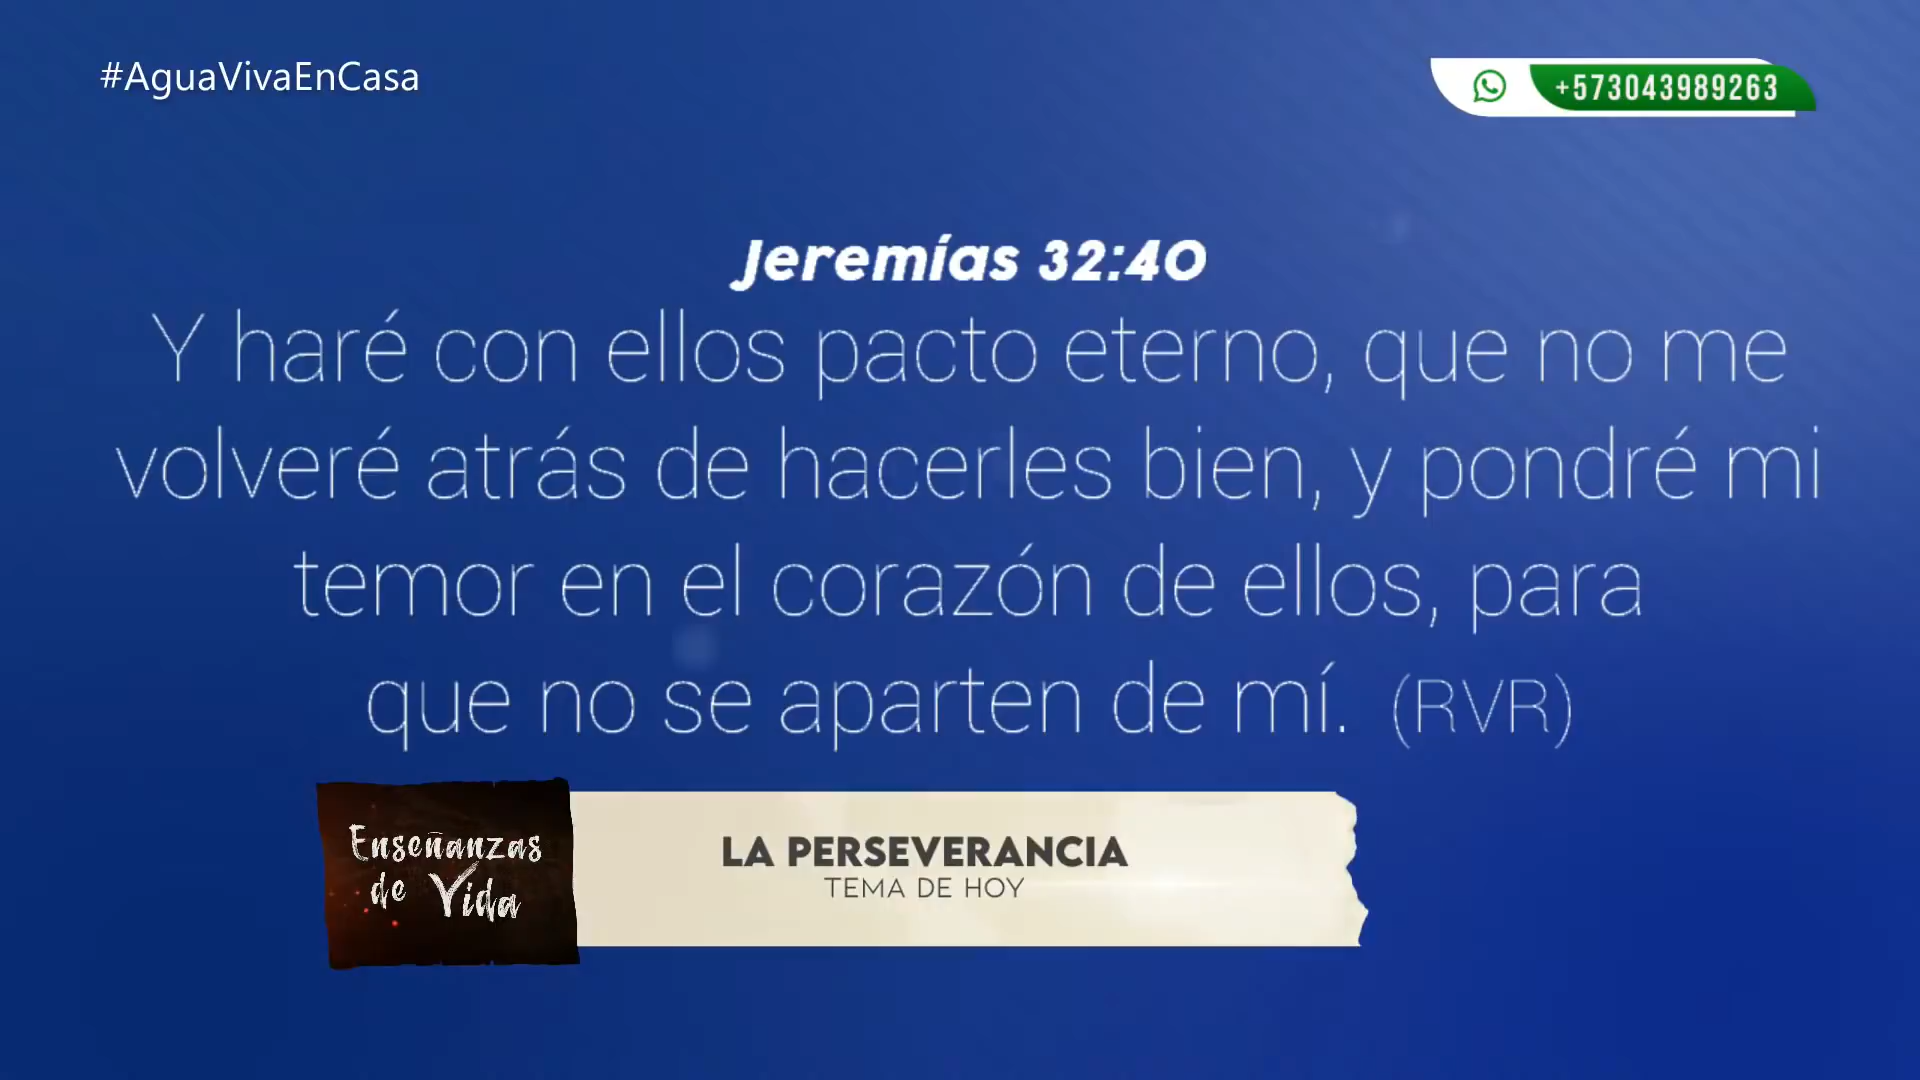 #AguaVivaEnCasa
+573043989263
Jeremías 32:40
Y haré con ellos pacto eterno, que no me
volveré atrás de hacerles bien, y pondré mi
temor en el corazón de ellos, para
que no se aparten de mí. (RVR)
Enseñanzas
de Vida
LA PERSEVERANCIA
TEMA DE HOY